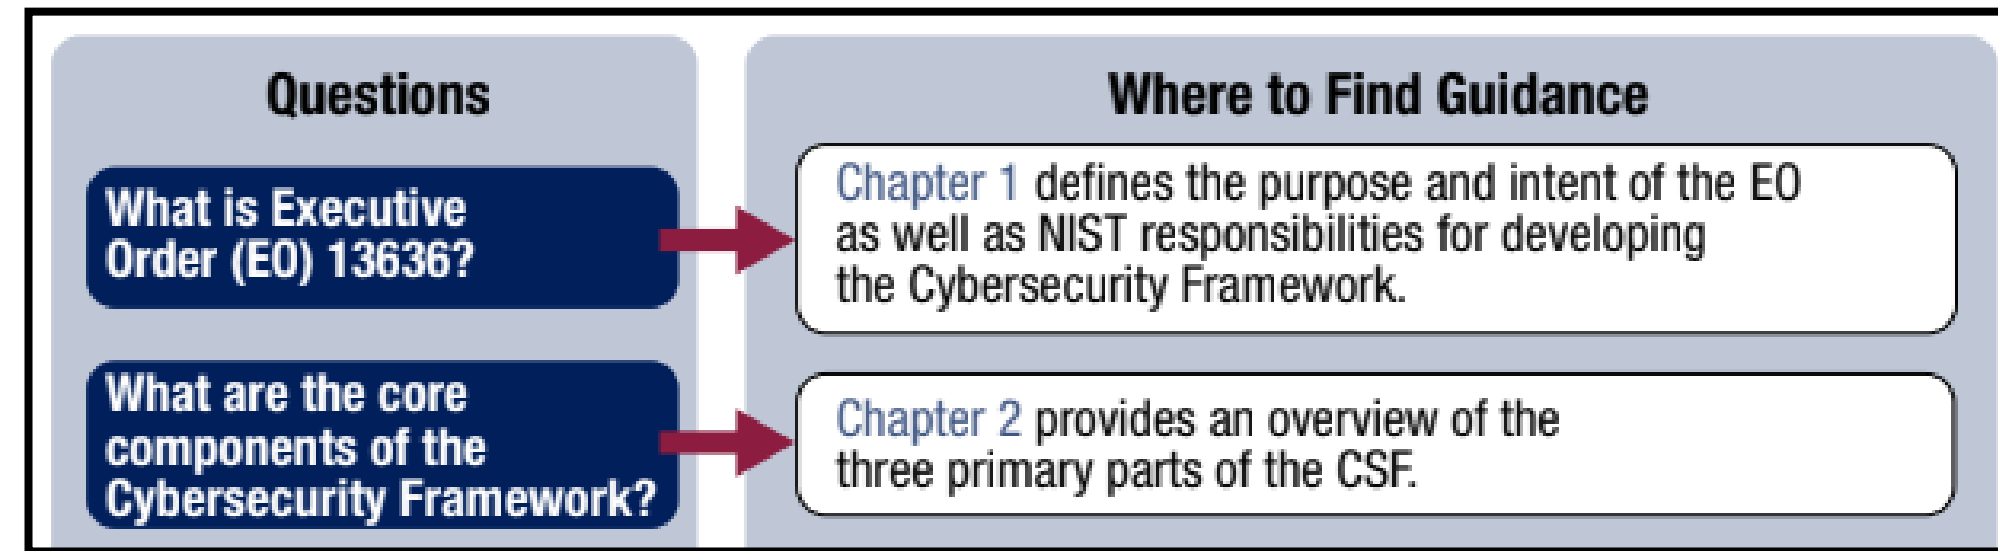 Questions
Where to Find Guidance
What is Executive
Order (EO) 13636?
Chapter 1 defines the purpose and intent of the EO
as well as NIST responsibilities for developing
the Cybersecurity Framework.
What are the core
components of the
Cybersecurity Framework?
Chapter 2 provides an overview of the
three primary parts of the CSF.